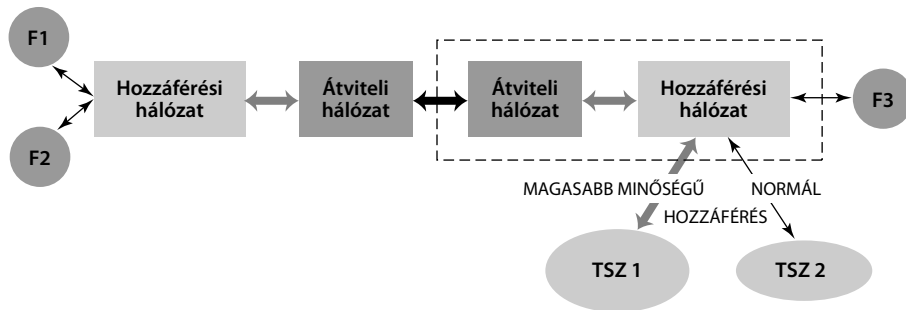 F1
F2
Hozzáférési
hálózat
Átviteli
hálózat
Átviteli
hálózat
Hozzáférési
hálózat
F3
MAGASABB MINŐSÉGŰ
NORMÁL
HOZZÁFÉRÉS
TSZ 1
TSZ 2